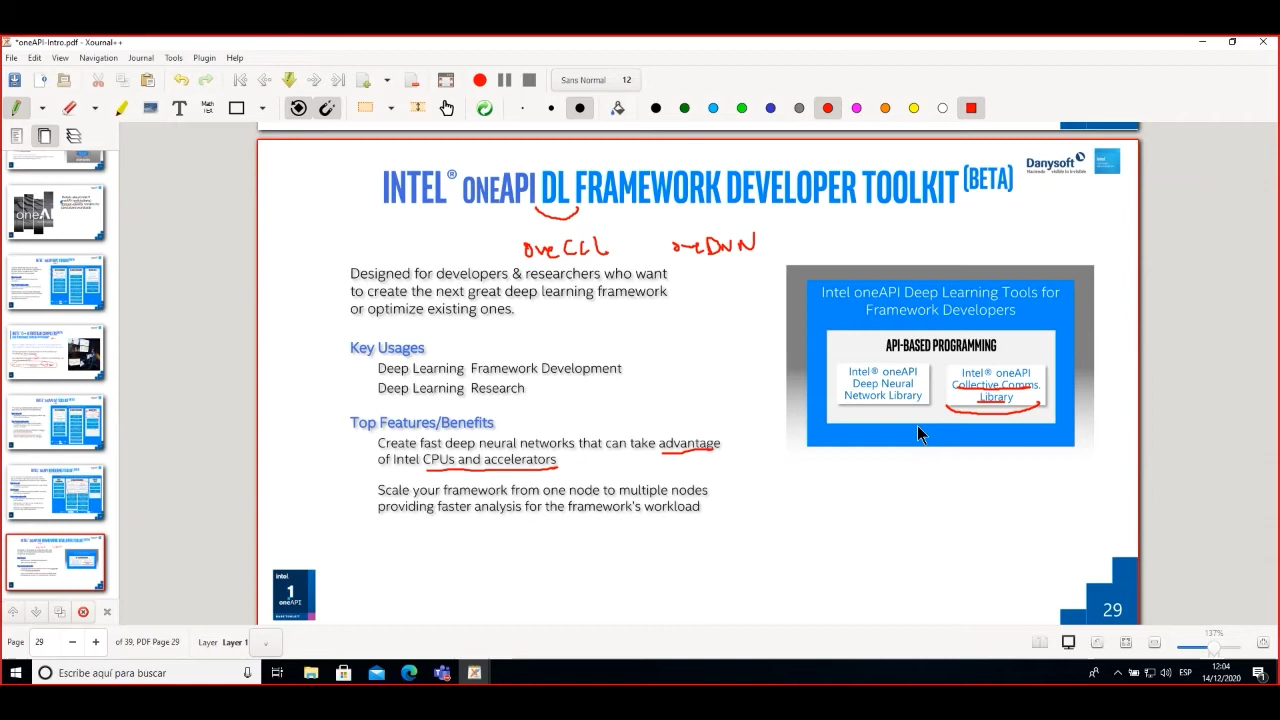 *oneAPI-Intro.pdf - Xournal++
File Edit View Navigation Journal Tools Plugin Help
Sans Normal 12
Math TeX
Danysoft
Intel® oneAPI DL Framework Developer Toolkit (Beta)
oneCCL oneDNN
Designed for developers & researchers who want
to create the next great deep learning framework
or optimize existing ones.
Key Usages
Deep Learning Framework Development
Deep Learning Research
Top Features/Benefits
Create fast deep neural networks that can take advantage
of Intel CPUs and accelerators
Scale your framework from one node to multiple nodes
providing faster analysis for the framework's workload
Intel oneAPI Deep Learning Tools for
Framework Developers
API-Based Programming
Intel® oneAPI
Deep Neural
Network Library
Intel® oneAPI
Collective Comms.
Library
intel
1
oneAPI
29
Page 29 of 39, PDF Page 29 Layer Layer 1
137%
Escribe aquí para buscar
ESP
12:04
14/12/2020